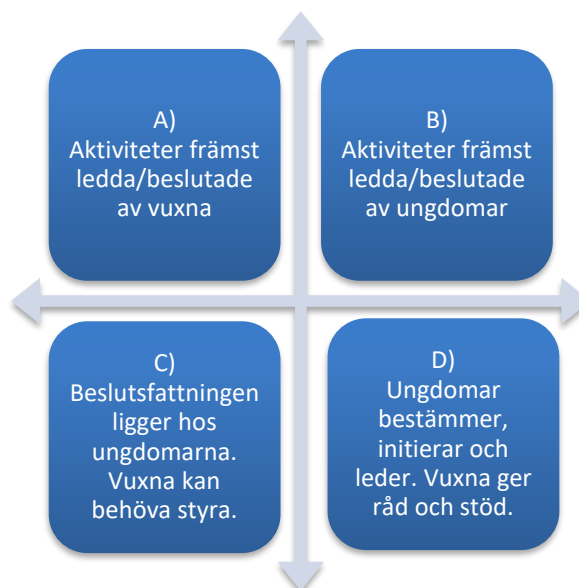 A)
Aktiviteter främst
ledda/beslutade
av vuxna
B)
Aktiviteter främst
ledda/beslutade
av ungdomar
C)
Beslutsfattningen
ligger hos
ungdomarna.
Vuxna kan
behöva styra.
D)
Ungdomar
bestämmer,
initierar och
leder. Vuxna ger
råd och stöd.